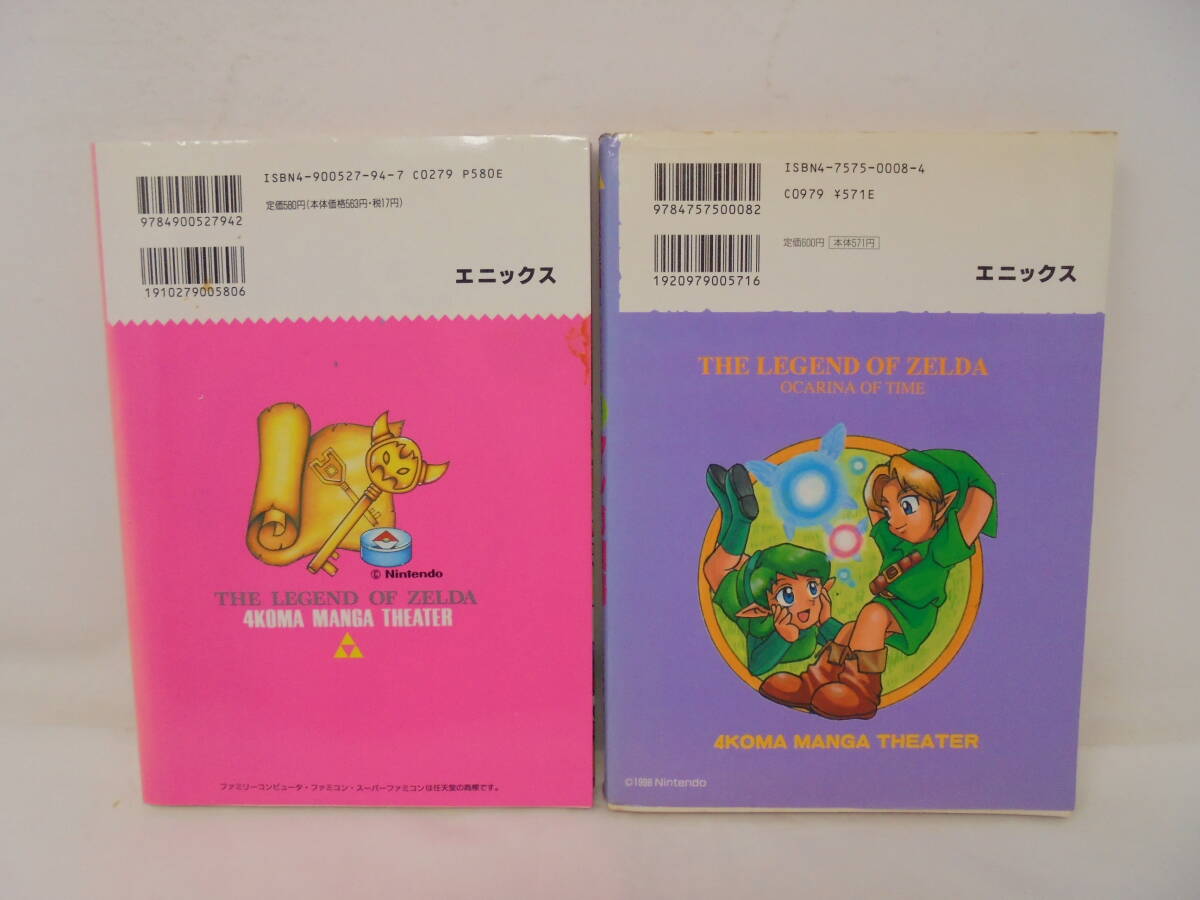 ISBN4-900527-94-7 C0279 P580E
9784900527942
定価580円(本体価格563円・税17円)
1910279005806
エニックス
© Nintendo
THE LEGEND OF ZELDA
4KOMA MANGA THEATER
ファミリーコンピュータ・ファミコン・スーパーファミコンは任天堂の商標です。
ISBN4-7575-0008-4
C0979 ¥571E
9784757500082
定価600円 本体571円
1920979005716
エニックス
THE LEGEND OF ZELDA
OCARINA OF TIME
4KOMA MANGA THEATER
©1998 Nintendo